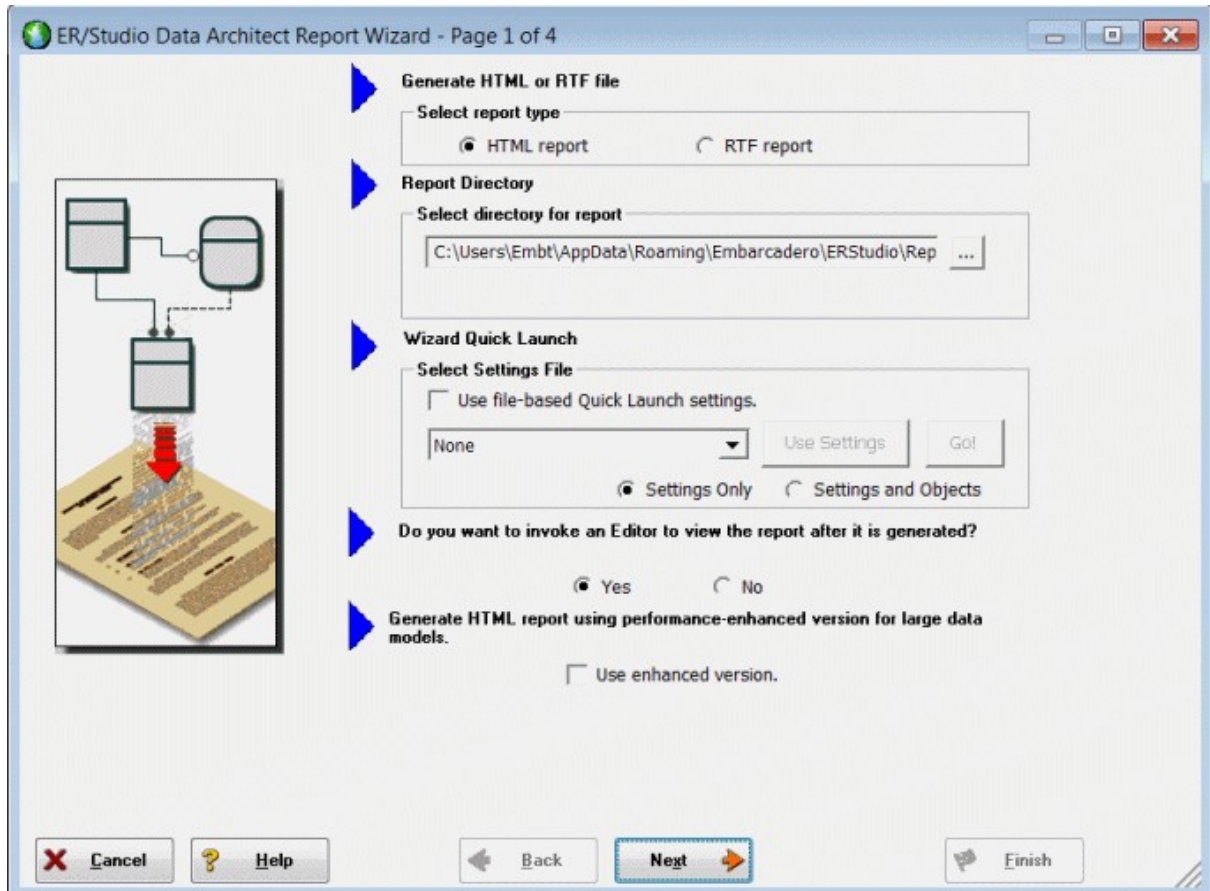 ER/Studio Data Architect Report Wizard - Page 1 of 4
Generate HTML or RTF file
Select report type
HTML report RTF report
Report Directory
Select directory for report
C:\Users\Embt\AppData\Roaming\Embarcadero\ERStudio\Rep ...
Wizard Quick Launch
Select Settings File
Use file-based Quick Launch settings.
None Use Settings Go!
Settings Only Settings and Objects
Do you want to invoke an Editor to view the report after it is generated?
Yes No
Generate HTML report using performance-enhanced version for large data
models.
Use enhanced version.
Cancel Help Back Next Finish